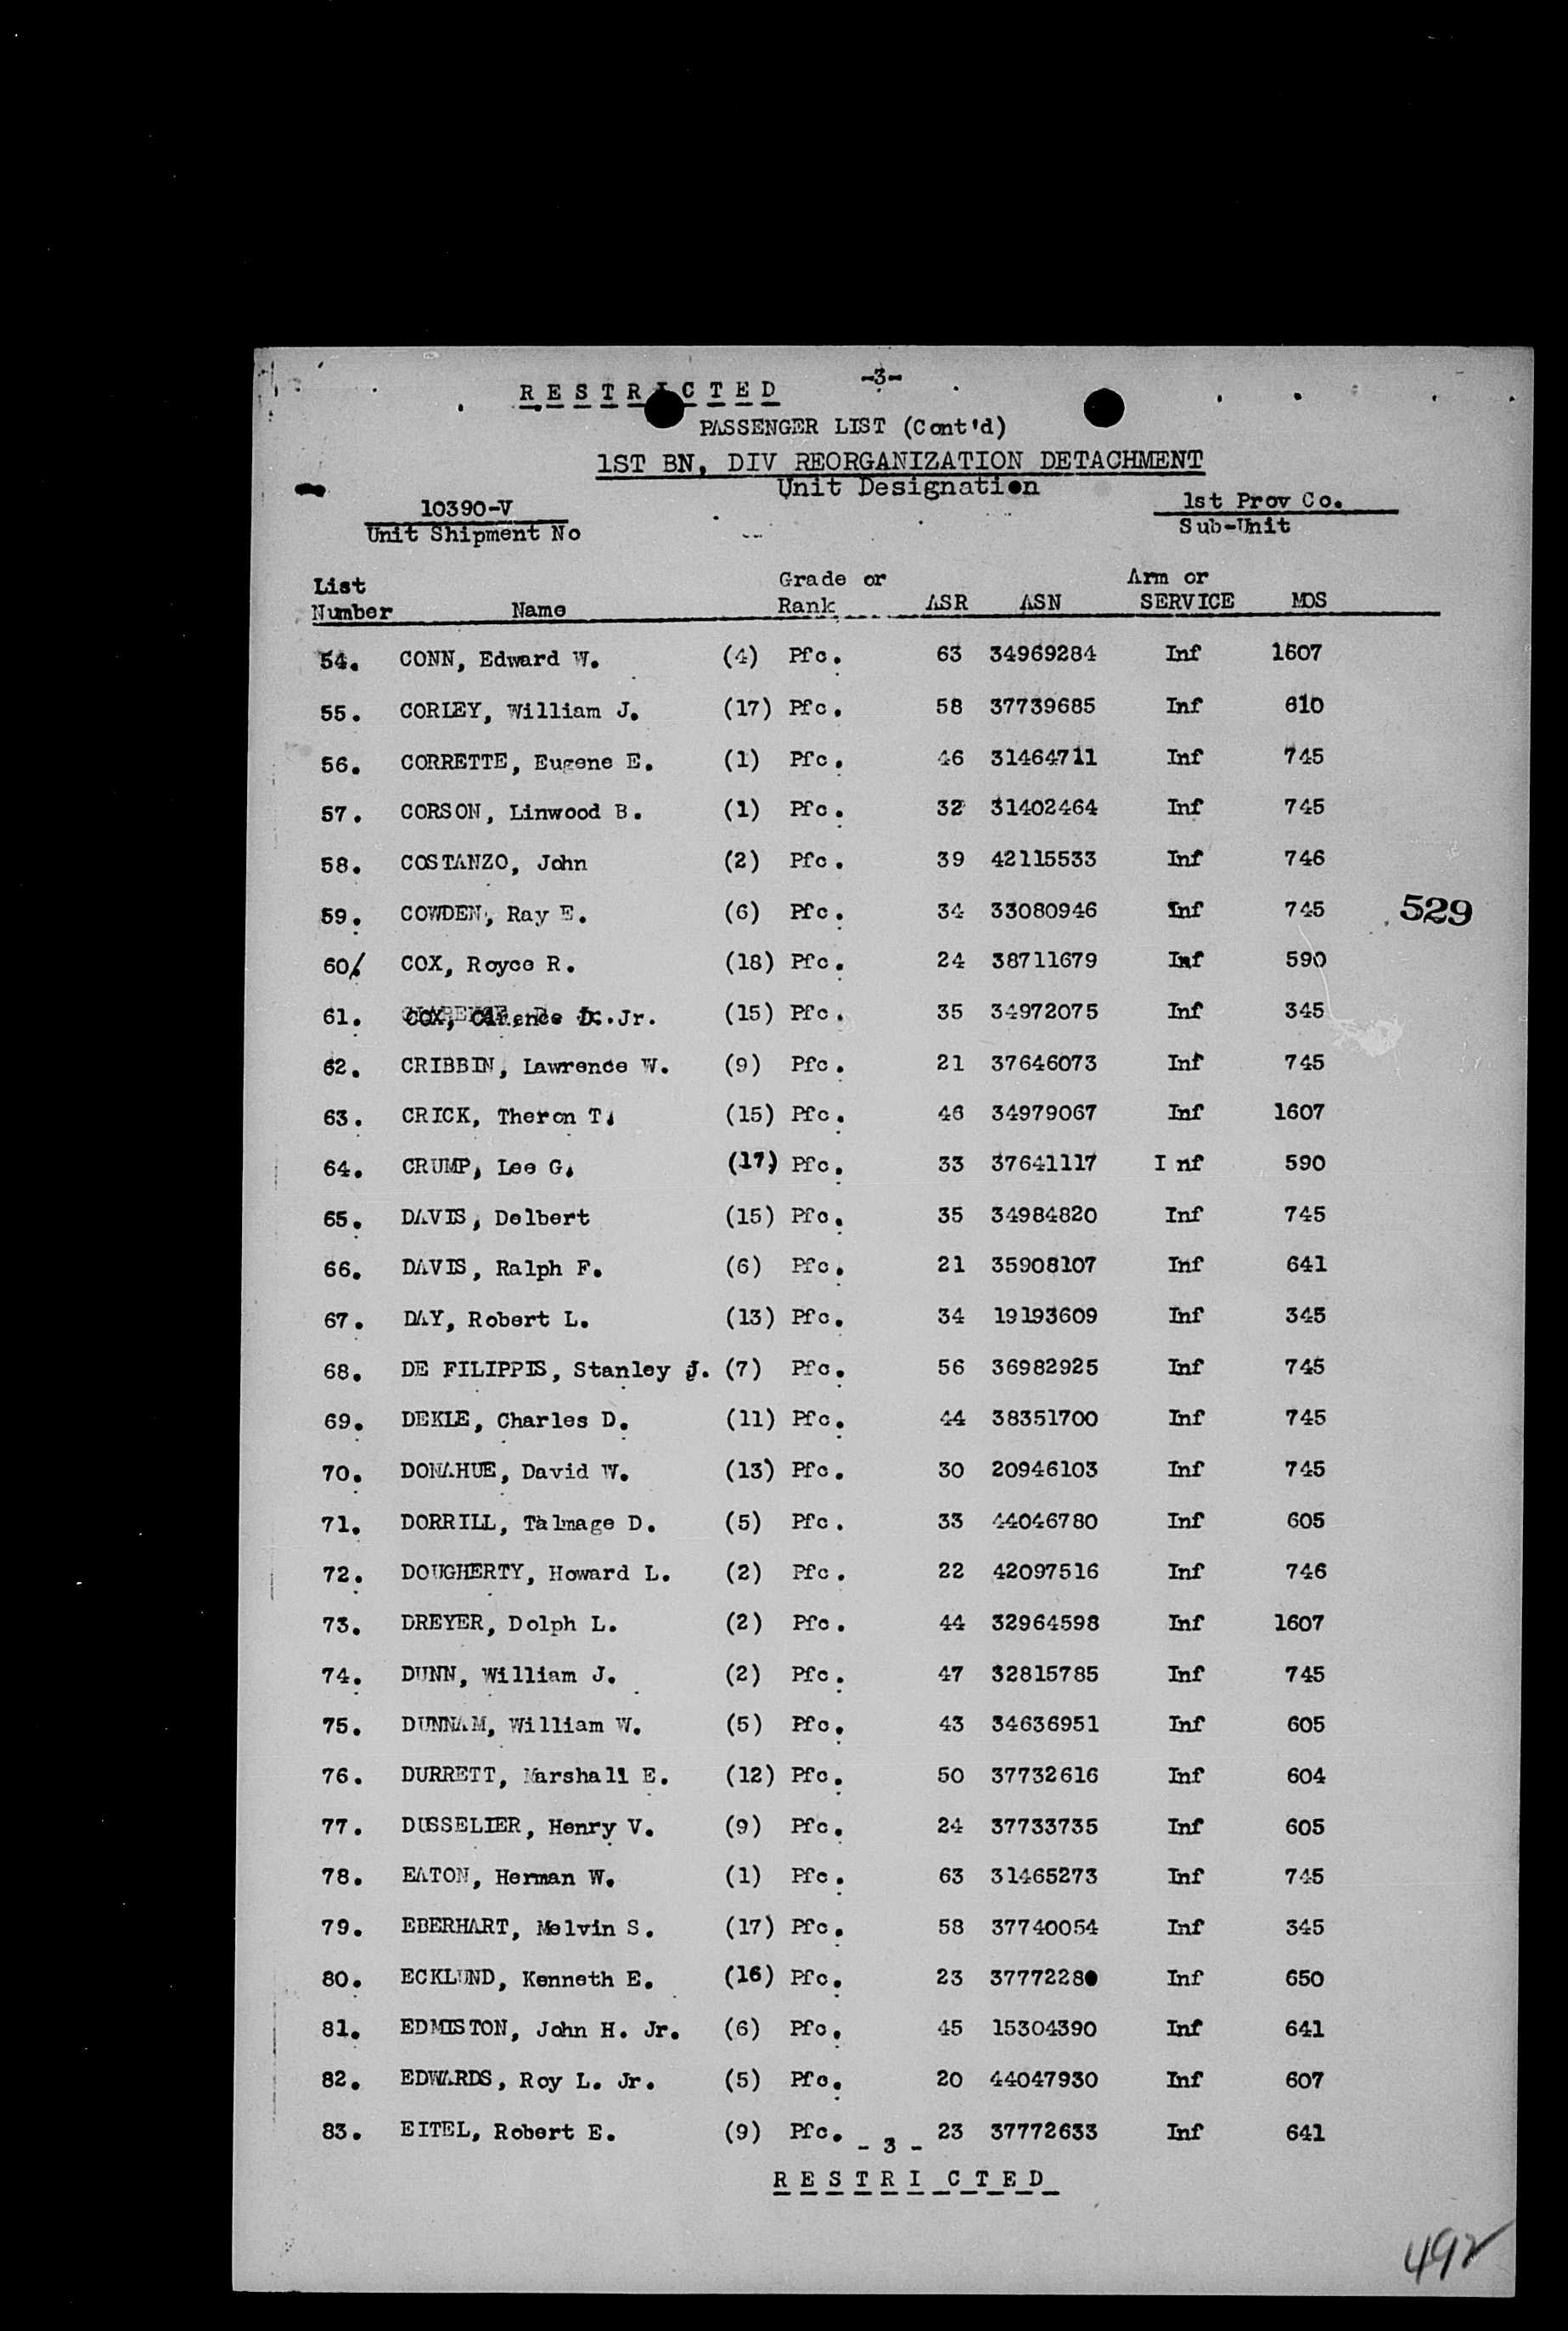 -3-
RESTRICTED
PASSENGER LIST (Cont'd)
1ST BN, DIV REORGANIZATION DETACHMENT
Unit Designation
10390-V 1st Prov Co.
Unit Shipment No Sub-Unit
List Grade or Arm or
Number Name Rank ASR ASN SERVICE MOS
54. CONN, Edward W. (4) Pfc. 63 34969284 Inf 1607
55. CORLEY, William J. (17) Pfc. 58 37739685 Inf 610
56. CORRETTE, Eugene E. (1) Pfc. 46 31464711 Inf 745
57. CORSON, Linwood B. (1) Pfc. 32 31402464 Inf 745
58. COSTANZO, John (2) Pfc. 39 42115533 Inf 746
59. COWDEN, Ray E. (6) Pfc. 34 33080946 Inf 745 529
60. COX, Royce R. (18) Pfc. 24 38711679 Inf 590
61. COX, D. Jr. (15) Pfc. 35 34972075 Inf 345
62. CRIBBIN, Lawrence W. (9) Pfc. 21 37646073 Inf 745
63. CRICK, Theron T. (15) Pfc. 46 34979067 Inf 1607
64. CRUMP, Lee G. (17) Pfc. 33 37641117 I nf 590
65. DAVIS, Delbert (15) Pfc. 35 34984820 Inf 745
66. DAVIS, Ralph F. (6) Pfc. 21 35908107 Inf 641
67. DAY, Robert L. (13) Pfc. 34 19193609 Inf 345
68. DE FILIPPIS, Stanley J. (7) Pfc. 56 36982925 Inf 745
69. DEKLE, Charles D. (11) Pfc. 44 38351700 Inf 745
70. DONAHUE, David W. (13) Pfc. 30 20946103 Inf 745
71. DORRILL, Talmage D. (5) Pfc. 33 44046780 Inf 605
72. DOUGHERTY, Howard L. (2) Pfc. 22 42097516 Inf 746
73. DREYER, Dolph L. (2) Pfc. 44 32964598 Inf 1607
74. DUNN, William J. (2) Pfc. 47 32815785 Inf 745
75. DUNNAM, William W. (5) Pfc. 43 34636951 Inf 605
76. DURRETT, Marshall E. (12) Pfc. 50 37732616 Inf 604
77. DUSSELIER, Henry V. (9) Pfc. 24 37733735 Inf 605
78. EATON, Herman W. (1) Pfc. 63 31465273 Inf 745
79. EBERHART, Melvin S. (17) Pfc. 58 37740054 Inf 345
80. ECKLUND, Kenneth E. (16) Pfc. 23 37772280 Inf 650
81. EDMISTON, John H. Jr. (6) Pfc. 45 15304390 Inf 641
82. EDWARDS, Roy L. Jr. (5) Pfc. 20 44047930 Inf 607
83. EITEL, Robert E. (9) Pfc. 23 37772633 Inf 641
- 3 -
RESTRICTED
492